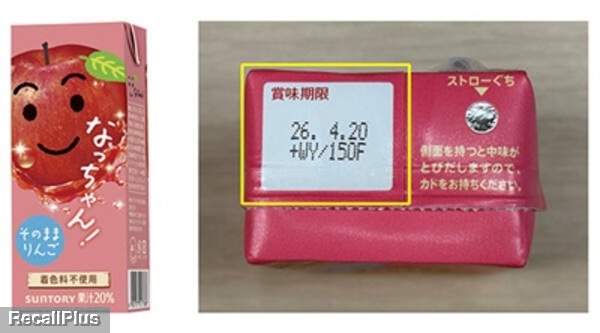 なっちゃん!
そのまま
りんご
着色料不使用
SUNTORY 果汁20%
RecallPlus
賞味期限
26. 4.20
+WY/150F
ストローぐち
側面を持つと中味が
とびだしますので、
カドをお持ちください。